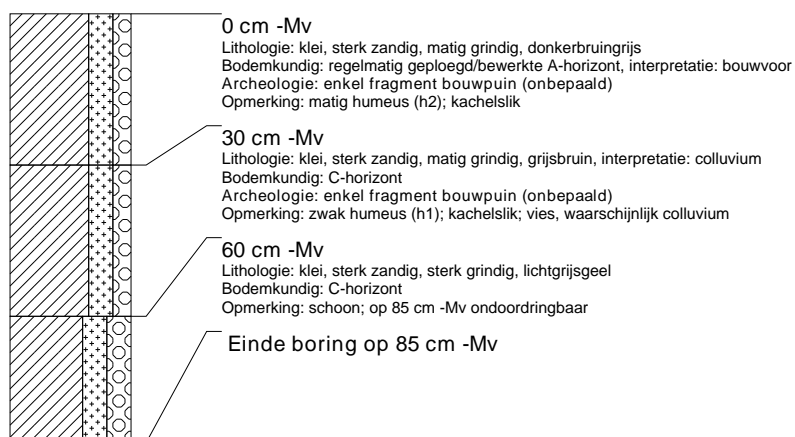 0 cm -Mv
Lithologie: klei, sterk zandig, matig grindig, donkerbruingrijs
Bodemkundig: regelmatig geploegd/bewerkte A-horizont, interpretatie: bouwvoor
Archeologie: enkel fragment bouwpuin (onbepaald)
Opmerking: matig humeus (h2); kachelslik
30 cm -Mv
Lithologie: klei, sterk zandig, matig grindig, grijsbruin, interpretatie: colluvium
Bodemkundig: C-horizont
Archeologie: enkel fragment bouwpuin (onbepaald)
Opmerking: zwak humeus (h1); kachelslik; vies, waarschijnlijk colluvium
60 cm -Mv
Lithologie: klei, sterk zandig, sterk grindig, lichtgrijsgeel
Bodemkundig: C-horizont
Opmerking: schoon; op 85 cm -Mv ondoordringbaar
Einde boring op 85 cm -Mv